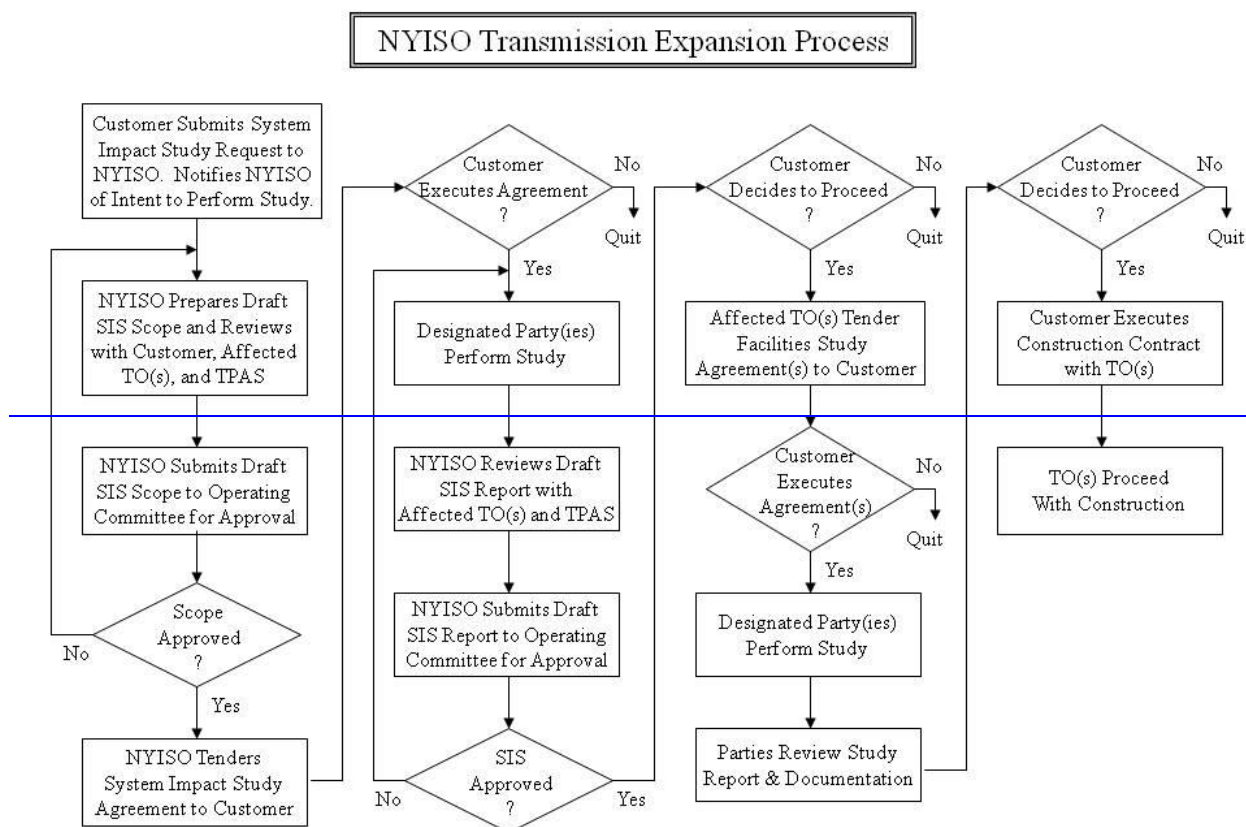 NYISO Transmission Expansion Process
Customer Submits System
Impact Study Request to
NYISO. Notifies NYISO
of Intent to Perform Study.
NYISO Prepares Draft
SIS Scope and Reviews
with Customer, Affected
TO(s), and TPAS
NYISO Submits Draft
SIS Scope to Operating
Committee for Approval
Scope
Approved
?
No
Yes
NYISO Tenders
System Impact Study
Agreement to Customer
Customer
Executes Agreement
?
No
Quit
Yes
Designated Party(ies)
Perform Study
NYISO Reviews Draft
SIS Report with
Affected TO(s) and TPAS
NYISO Submits Draft
SIS Report to Operating
Committee for Approval
SIS
Approved
?
No
Yes
Customer
Decides to Proceed
?
No
Quit
Yes
Affected TO(s) Tender
Facilities Study
Agreement(s) to Customer
Customer
Executes
Agreement(s)
?
No
Quit
Yes
Designated Party(ies)
Perform Study
Parties Review Study
Report & Documentation
Customer
Decides to Proceed
?
No
Quit
Yes
Customer Executes
Construction Contract
with TO(s)
TO(s) Proceed
With Construction